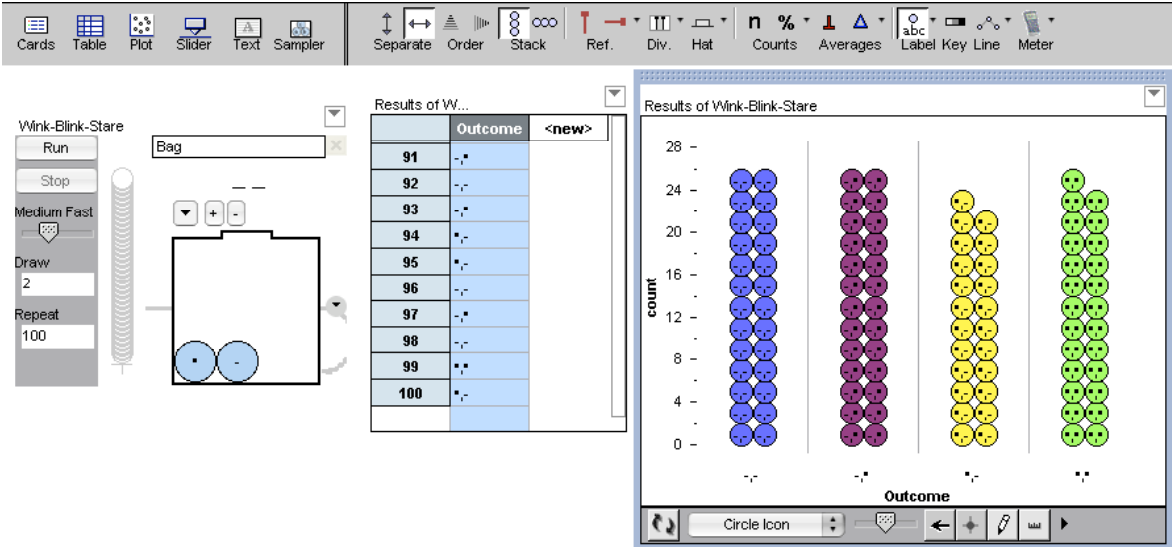 Cards Table Plot Slider Text Sampler Separate Order Stack Ref. Div. Hat n % Counts Averages abc Label Key Line Meter
Wink-Blink-Stare
Run
Stop
Medium Fast
Draw
2
Repeat
100
Bag
+ -
• -
Results of W...
Outcome <new>
91 -,•
92 -,-
93 -,•
94 •,-
95 •,-
96 -,-
97 -,•
98 -,-
99 •,•
100 •,-
Results of Wink-Blink-Stare
28
24
20
16
12
8
4
0
count
-,- -,• •,- •,•
Outcome
Circle Icon